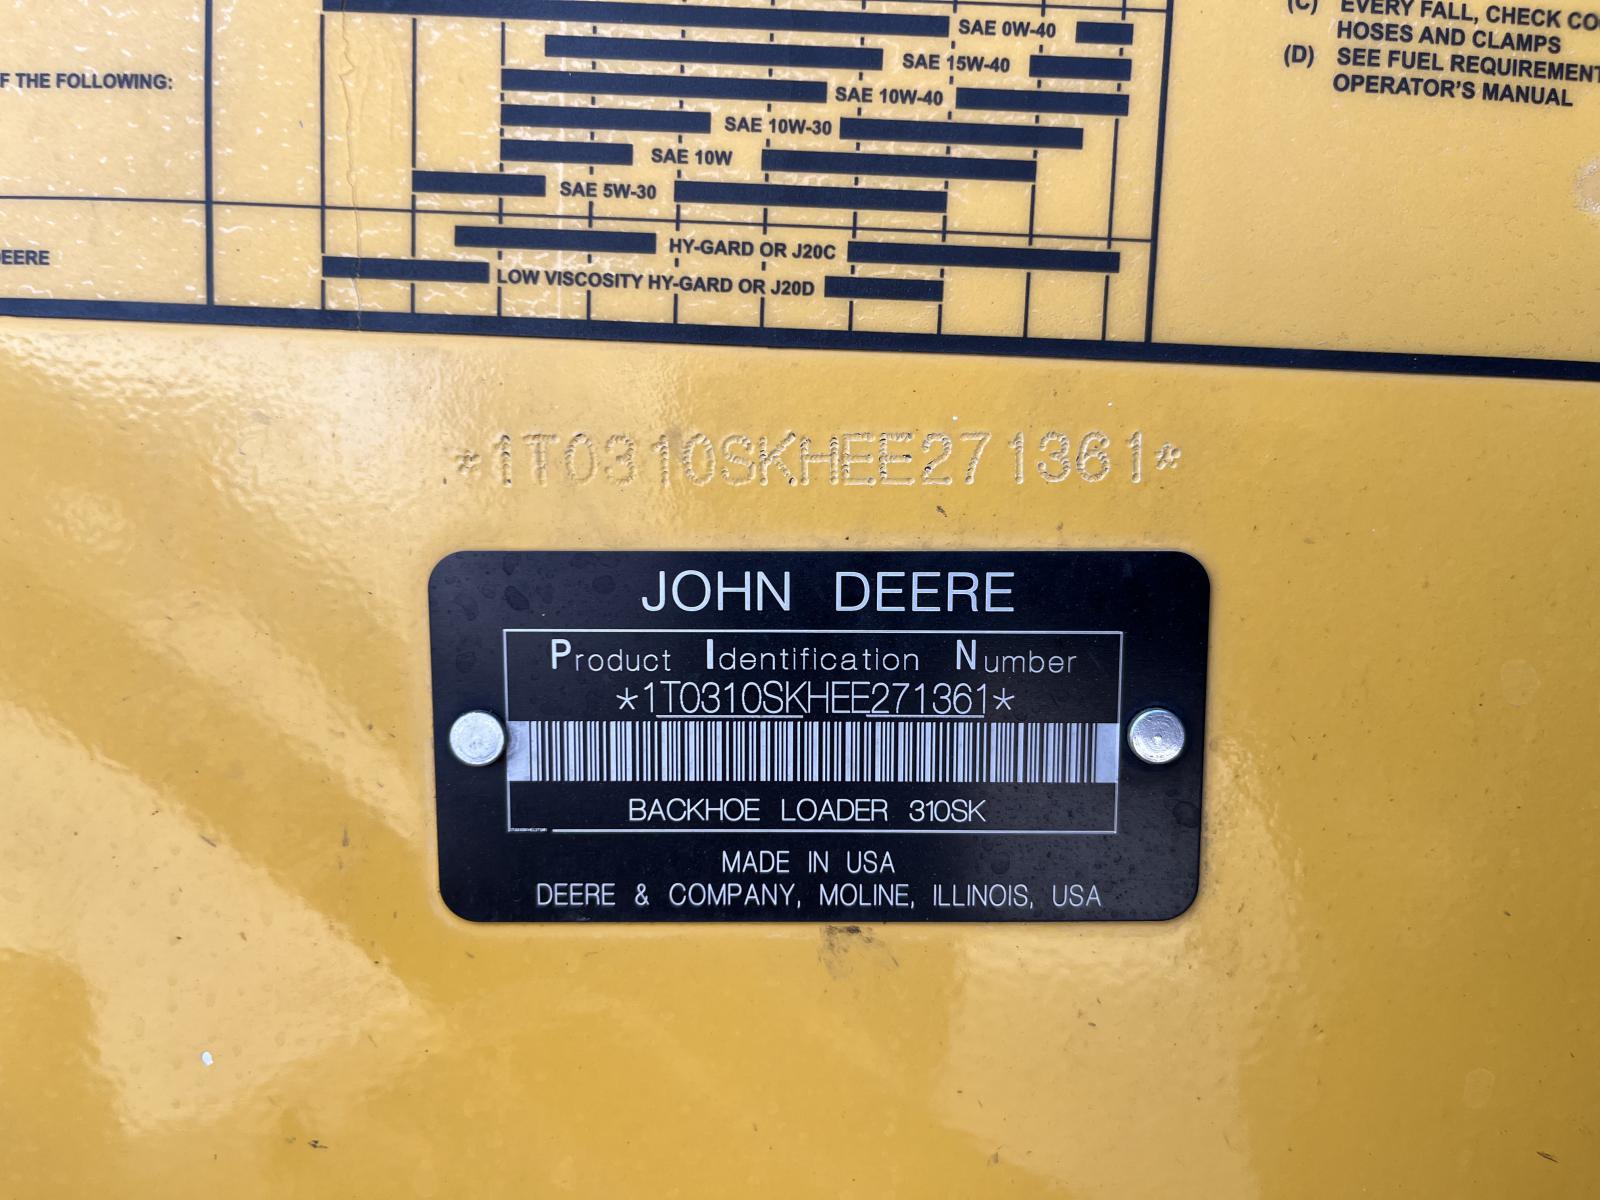 SAE 0W-40
SAE 15W-40
SAE 10W-40
SAE 10W-30
SAE 10W
SAE 5W-30
HY-GARD OR J20C
LOW VISCOSITY HY-GARD OR J20D
F THE FOLLOWING:
EERE
(C) EVERY FALL, CHECK CO
HOSES AND CLAMPS
(D) SEE FUEL REQUIREMENT
OPERATOR'S MANUAL
*1T0310SKHEE271361*
JOHN DEERE
Product Identification Number
*1T0310SKHEE271361*
BACKHOE LOADER 310SK
MADE IN USA
DEERE & COMPANY, MOLINE, ILLINOIS, USA